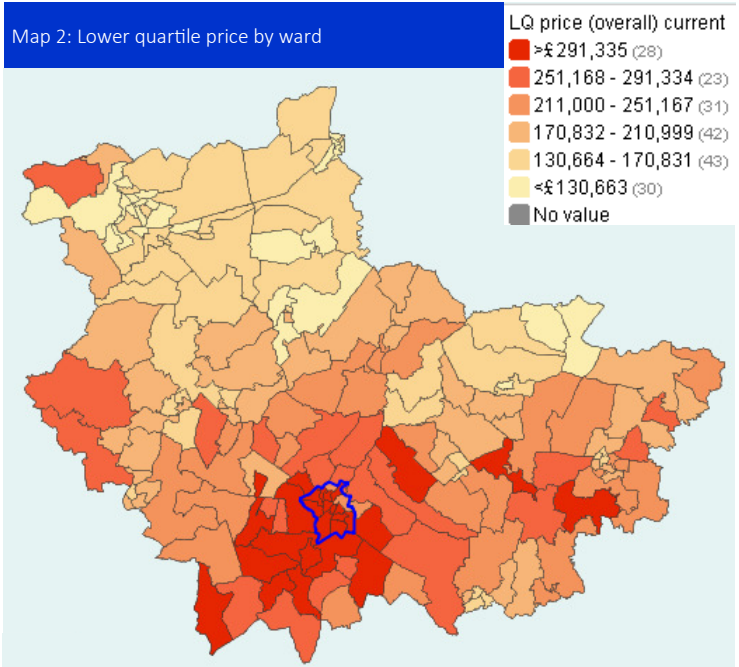 Map 2: Lower quartile price by ward
LQ price (overall) current
>£291,335 (28)
251,168 - 291,334 (23)
211,000 - 251,167 (31)
170,832 - 210,999 (42)
130,664 - 170,831 (43)
<£130,663 (30)
No value